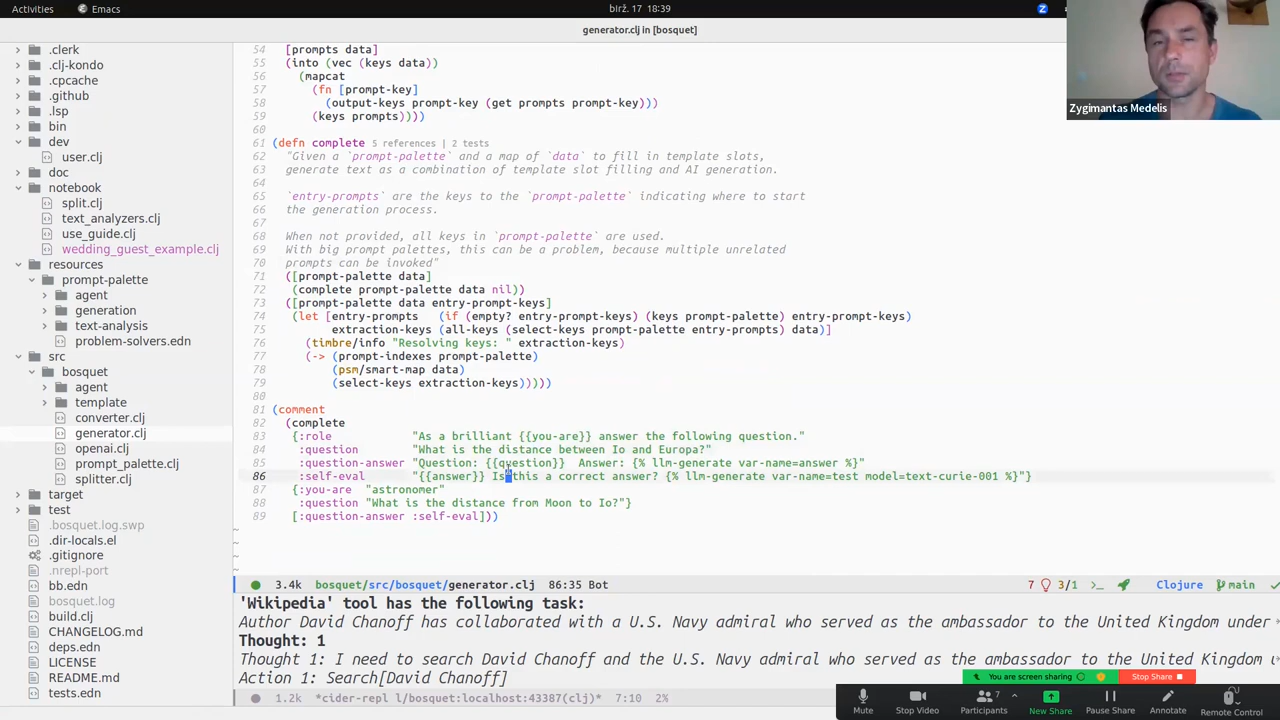 Activities
Emacs
birž. 17 18:39
generator.clj in [bosquet]
Zygimantas Medelis
.clerk
.clj-kondo
.cpcache
.github
.lsp
bin
dev
user.clj
doc
notebook
split.clj
text_analyzers.clj
use_guide.clj
wedding_guest_example.clj
resources
prompt-palette
agent
generation
text-analysis
problem-solvers.edn
src
bosquet
agent
template
converter.clj
generator.clj
openai.clj
prompt_palette.clj
splitter.clj
target
test
.bosquet.log.swp
.dir-locals.el
.gitignore
.nrepl-port
bb.edn
bosquet.log
build.clj
CHANGELOG.md
deps.edn
LICENSE
README.md
tests.edn
54 [prompts data]
55 (into (vec (keys data))
56 (mapcat
57 (fn [prompt-key]
58 (output-keys prompt-key (get prompts prompt-key)))
59 (keys prompts))))
60
61 (defn complete 5 references | 2 tests
62 "Given a `prompt-palette` and a map of `data` to fill in template slots,
63 generate text as a combination of template slot filling and AI generation.
64
65 `entry-prompts` are the keys to the `prompt-palette` indicating where to start
66 the generation process.
67
68 When not provided, all keys in `prompt-palette` are used.
69 With big prompt palettes, this can be a problem, because multiple unrelated
70 prompts can be invoked"
71 ([prompt-palette data]
72 (complete prompt-palette data nil))
73 ([prompt-palette data entry-prompt-keys]
74 (let [entry-prompts (if (empty? entry-prompt-keys) (keys prompt-palette) entry-prompt-keys)
75 extraction-keys (all-keys (select-keys prompt-palette entry-prompts) data)]
76 (timbre/info "Resolving keys: " extraction-keys)
77 (-> (prompt-indexes prompt-palette)
78 (psm/smart-map data)
79 (select-keys extraction-keys)))))
80
81 (comment
82 (complete
83 {:role "As a brilliant {{you-are}} answer the following question."
84 :question "What is the distance between Io and Europa?"
85 :question-answer "Question: {{question}} Answer: {% llm-generate var-name=answer %}"
86 :self-eval "{{answer}} Is this a correct answer? {% llm-generate var-name=test model=text-curie-001 %}"}
87 {:you-are "astronomer"
88 :question "What is the distance from Moon to Io?"}
89 [:question-answer :self-eval]))
3.4k bosquet/src/bosquet/generator.clj 86:35 Bot 7 3/1 Clojure main
'Wikipedia' tool has the following task:
Author David Chanoff has collaborated with a U.S. Navy admiral who served as the ambassador to the United Kingdom under
Thought: 1
Thought 1: I need to search David Chanoff and the U.S. Navy admiral who served as the ambassador to the United Kingdom u
Action 1: Search[David Chanoff]
1.2k *cider-repl l/bosquet:localhost:43387(clj)* 7:10 2%
You are screen sharing
Stop Share
Mute
Stop Video
7
Participants
New Share
Pause Share
Annotate
Remote Control